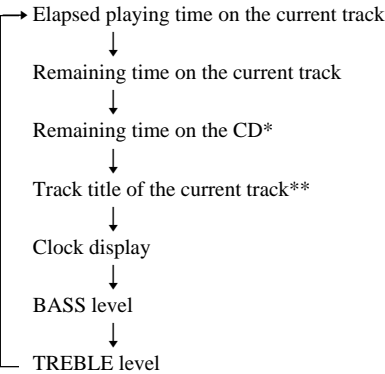 Elapsed playing time on the current track
Remaining time on the current track
Remaining time on the CD*
Track title of the current track**
Clock display
BASS level
TREBLE level